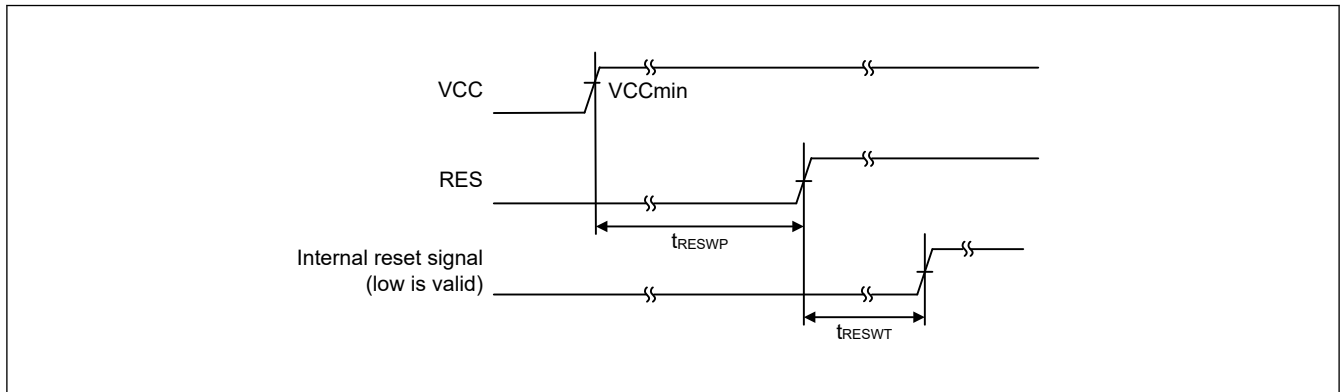 VCC
VCCmin
RES
tRESWP
Internal reset signal
(low is valid)
tRESWT